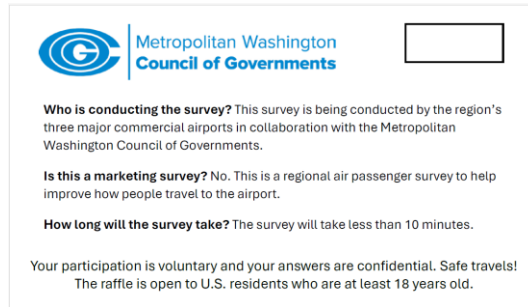 Metropolitan Washington
Council of Governments
Who is conducting the survey? This survey is being conducted by the region's
three major commercial airports in collaboration with the Metropolitan
Washington Council of Governments.
Is this a marketing survey? No. This is a regional air passenger survey to help
improve how people travel to the airport.
How long will the survey take? The survey will take less than 10 minutes.
Your participation is voluntary and your answers are confidential. Safe travels!
The raffle is open to U.S. residents who are at least 18 years old.